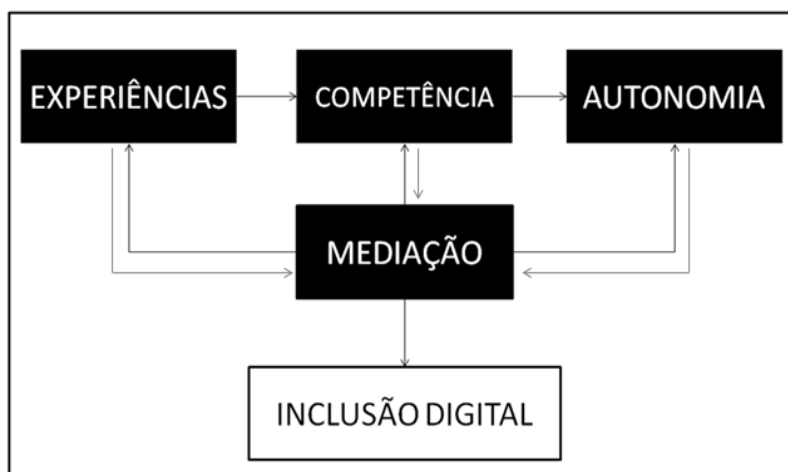 EXPERIÊNCIAS
COMPETÊNCIA
AUTONOMIA
MEDIAÇÃO
INCLUSÃO DIGITAL